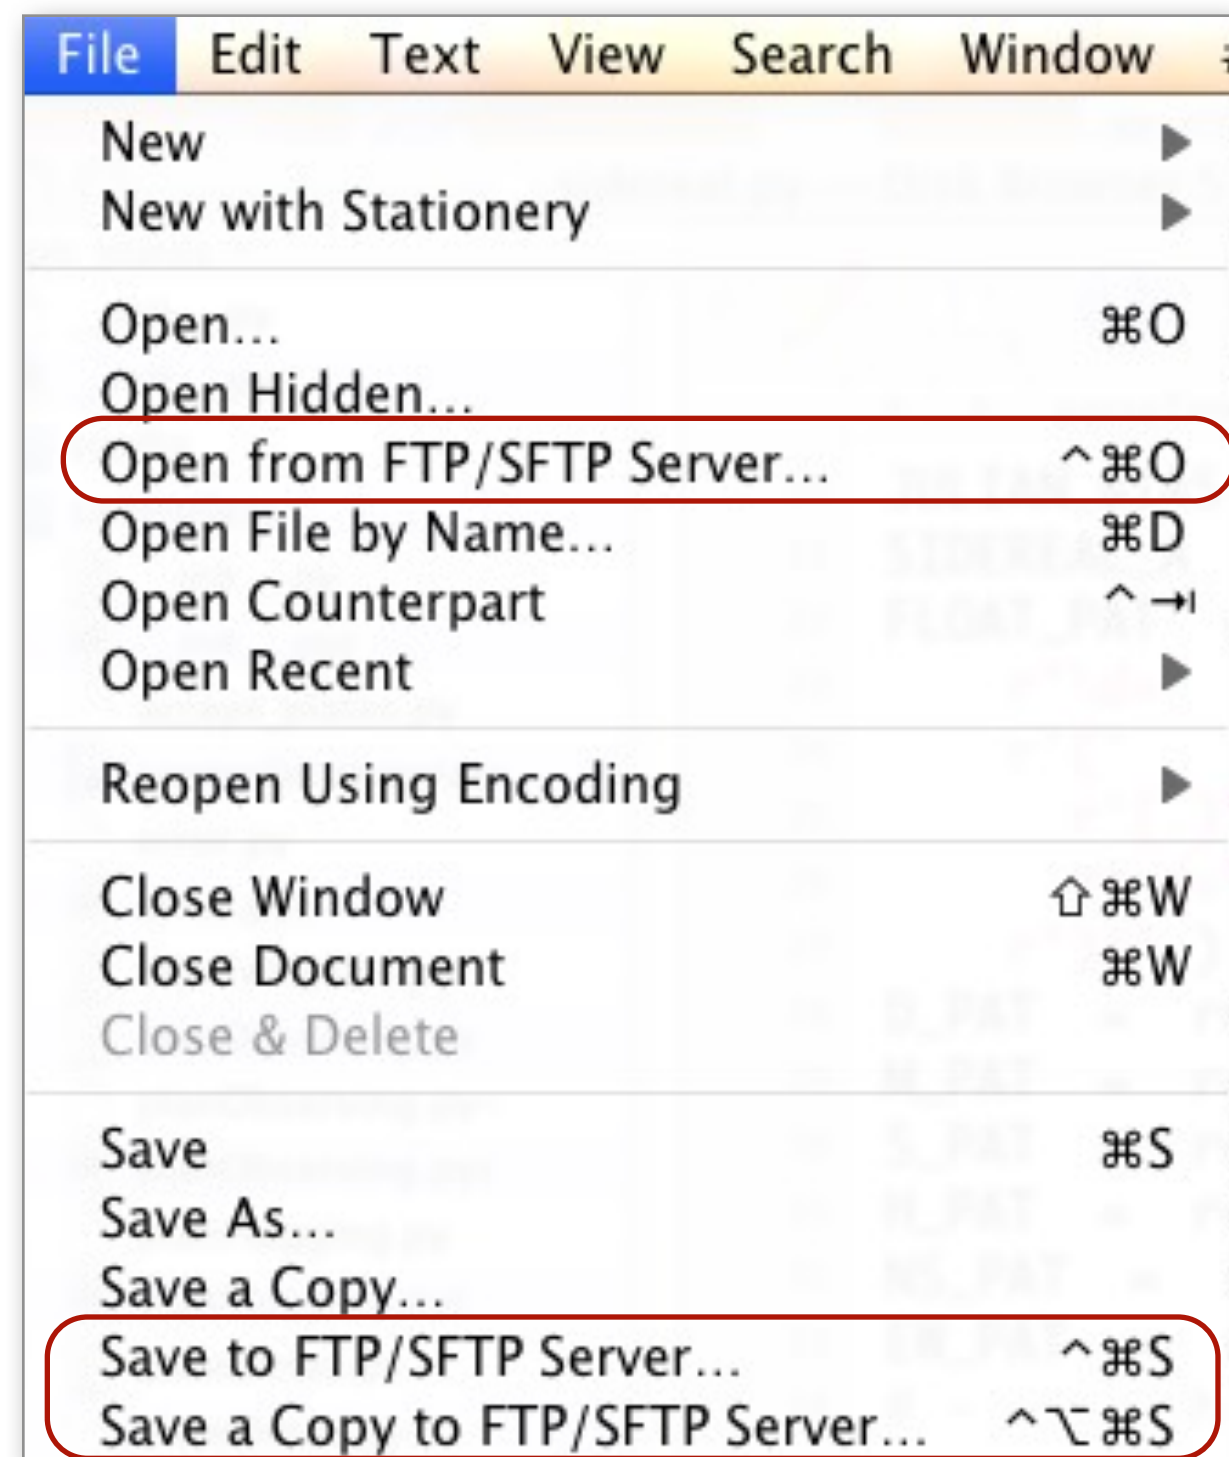 File Edit Text View Search Window
New ▶
New with Stationery ▶
Open... ⌘O
Open Hidden...
Open from FTP/SFTP Server... ^⌘O
Open File by Name... ⌘D
Open Counterpart ^⇥
Open Recent ▶
Reopen Using Encoding ▶
Close Window ⇧⌘W
Close Document ⌘W
Close & Delete
Save ⌘S
Save As...
Save a Copy...
Save to FTP/SFTP Server... ^⌘S
Save a Copy to FTP/SFTP Server... ^⌥⌘S